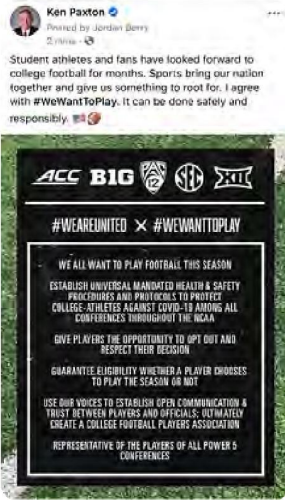 Ken Paxton
Posted by Jordan Berry
2 mins
Student athletes and fans have looked forward to
college football for months. Sports bring our nation
together and give us something to root for. I agree
with #WeWantToPlay. It can be done safely and
responsibly.
ACC B1G PAC 12 SEC XII
#WEAREUNITED X #WEWANTTOPLAY
WE ALL WANT TO PLAY FOOTBALL THIS SEASON
ESTABLISH UNIVERSAL MANDATED HEALTH & SAFETY
PROCEDURES AND PROTOCOLS TO PROTECT
COLLEGE-ATHLETES AGAINST COVID-19 AMONG ALL
CONFERENCES THROUGHOUT THE NCAA
GIVE PLAYERS THE OPPORTUNITY TO OPT OUT AND
RESPECT THEIR DECISION
GUARANTEE ELIGIBILITY WHETHER A PLAYER CHOOSES
TO PLAY THE SEASON OR NOT
USE OUR VOICES TO ESTABLISH OPEN COMMUNICATION &
TRUST BETWEEN PLAYERS AND OFFICIALS; ULTIMATELY
CREATE A COLLEGE FOOTBALL PLAYERS ASSOCIATION
REPRESENTATIVE OF THE PLAYERS OF ALL POWER 5
CONFERENCES